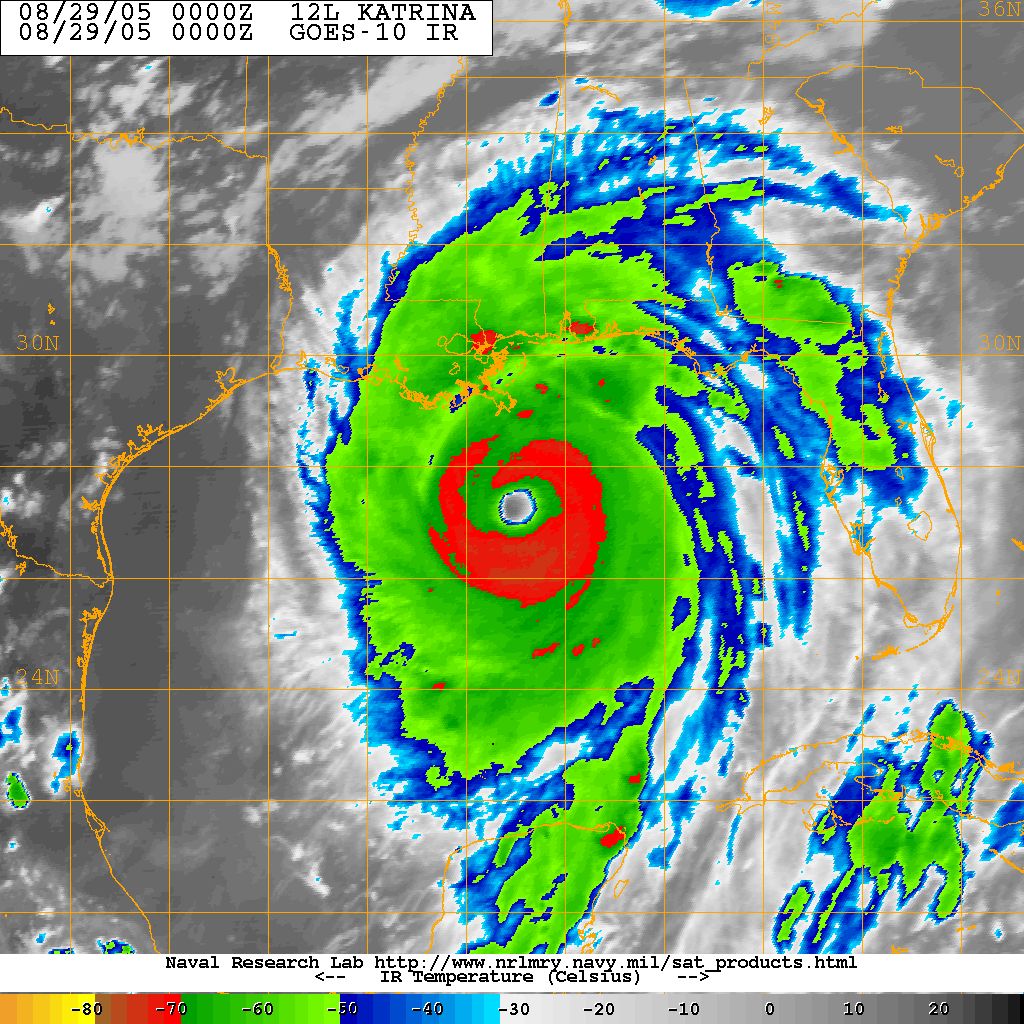 08/29/05 0000Z 12L KATRINA
08/29/05 0000Z GOES-10 IR
36N
30N 30N
24N 24N
Naval Research Lab http://www.nrlmry.navy.mil/sat_products.html
<-- IR Temperature (Celsius) -->
-80 -70 -60 -50 -40 -30 -20 -10 0 10 20